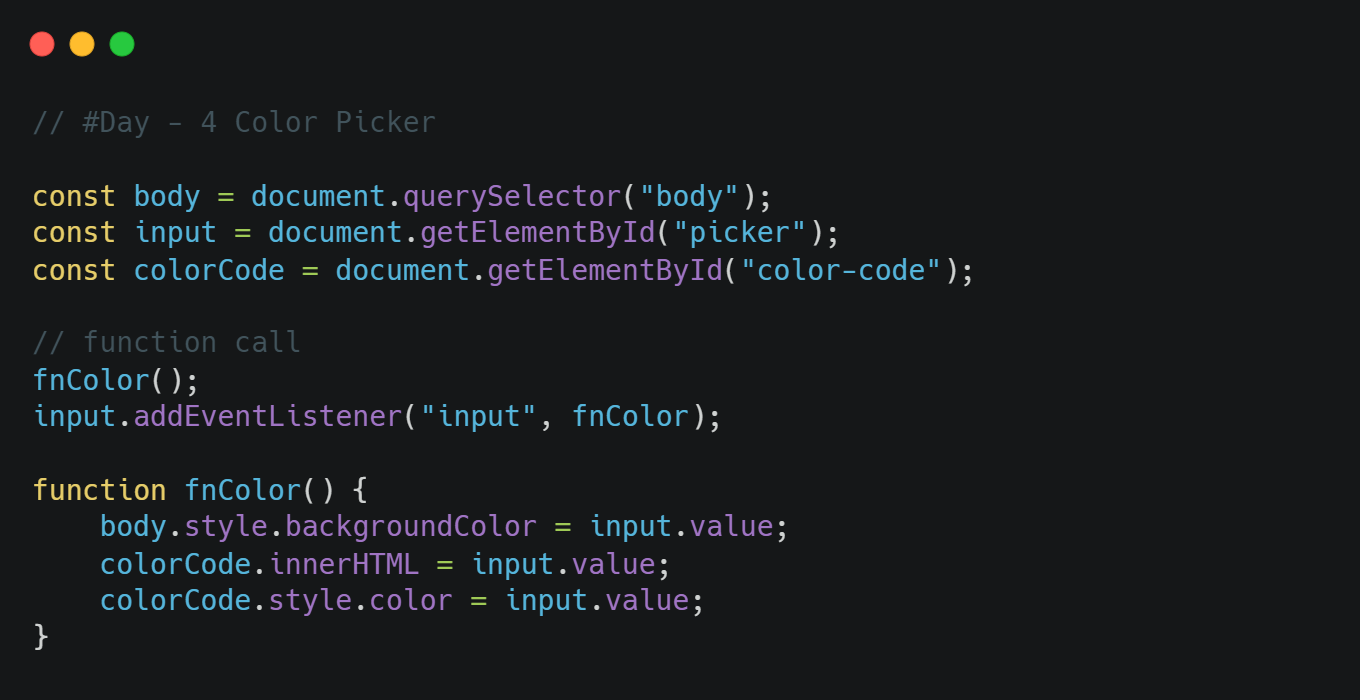 // #Day - 4 Color Picker
const body = document.querySelector("body");
const input = document.getElementById("picker");
const colorCode = document.getElementById("color-code");
// function call
fnColor();
input.addEventListener("input", fnColor);
function fnColor() {
    body.style.backgroundColor = input.value;
    colorCode.innerHTML = input.value;
    colorCode.style.color = input.value;
}